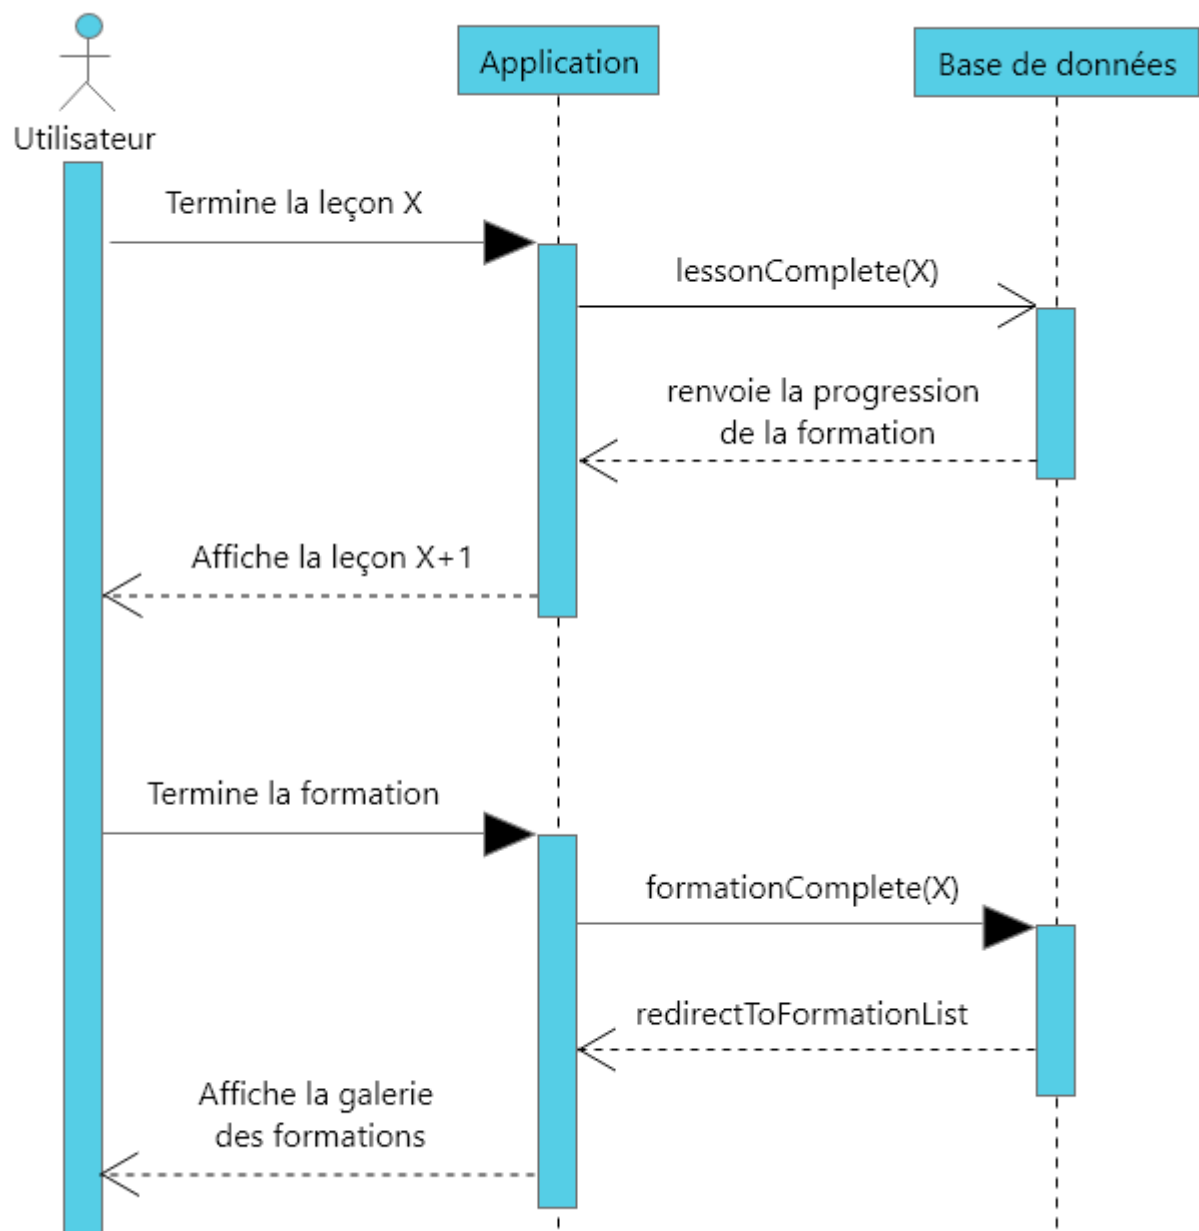 Utilisateur
Application
Base de données
Termine la leçon X
lessonComplete(X)
renvoie la progression
de la formation
Affiche la leçon X+1
Termine la formation
formationComplete(X)
redirectToFormationList
Affiche la galerie
des formations